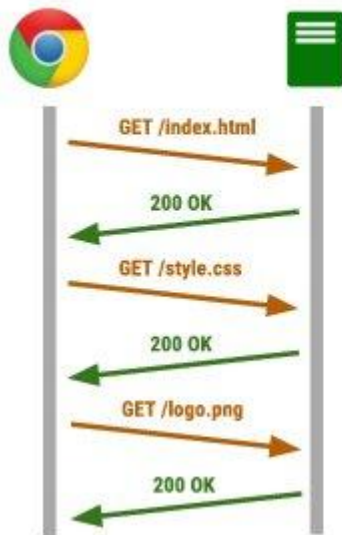 GET /index.html
200 OK
GET /style.css
200 OK
GET /logo.png
200 OK